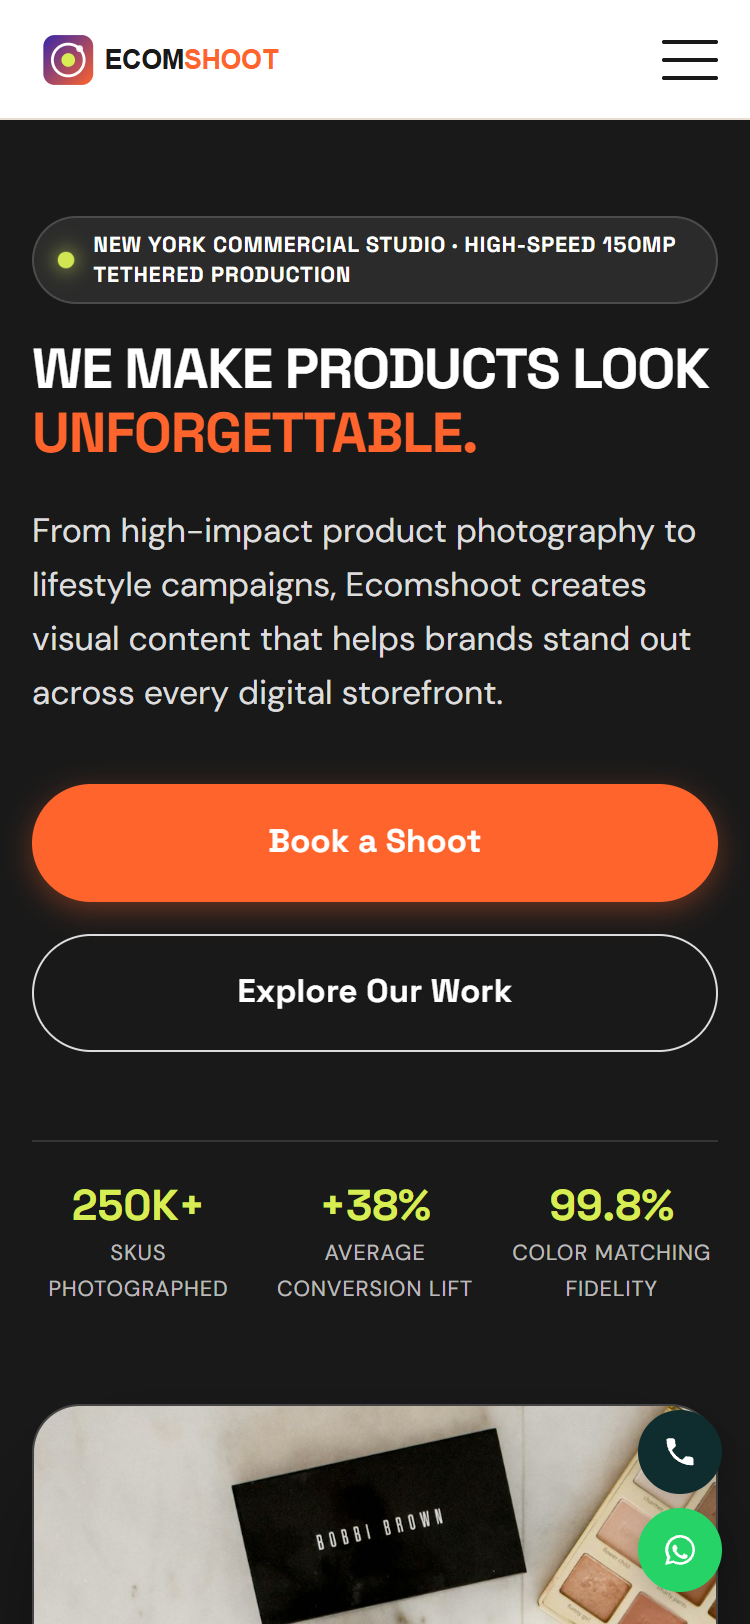 ECOMSHOOT
NEW YORK COMMERCIAL STUDIO · HIGH-SPEED 150MP
TETHERED PRODUCTION
WE MAKE PRODUCTS LOOK
UNFORGETTABLE.
From high-impact product photography to
lifestyle campaigns, Ecomshoot creates
visual content that helps brands stand out
across every digital storefront.
Book a Shoot
Explore Our Work
250K+
SKUS
PHOTOGRAPHED
+38%
AVERAGE
CONVERSION LIFT
99.8%
COLOR MATCHING
FIDELITY
BOBBI BROWN